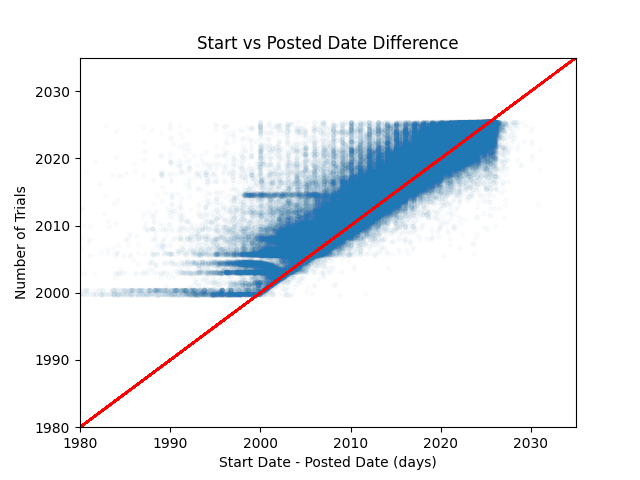 Start vs Posted Date Difference
Number of Trials
2030
2020
2010
2000
1990
1980
1980 1990 2000 2010 2020 2030
Start Date - Posted Date (days)